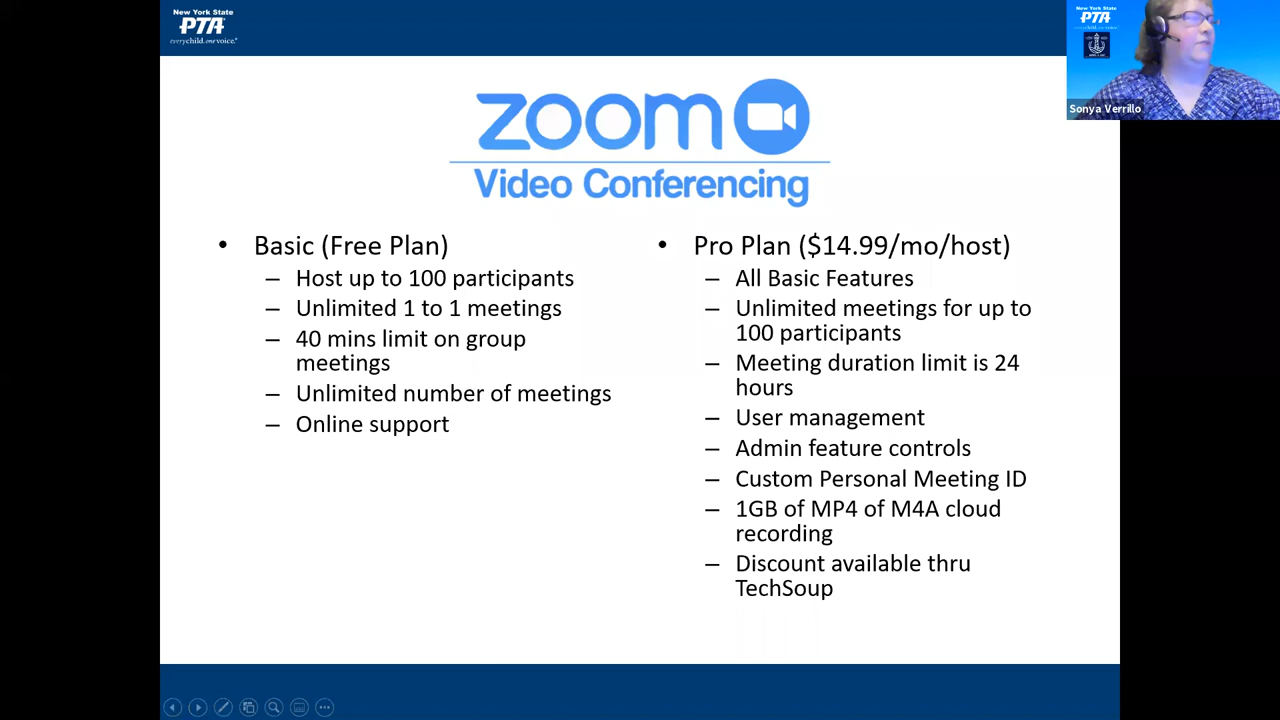 New York State
PTA
everychild.onevoice.®
zoom
Video Conferencing
• Basic (Free Plan)
– Host up to 100 participants
– Unlimited 1 to 1 meetings
– 40 mins limit on group
meetings
– Unlimited number of meetings
– Online support
• Pro Plan ($14.99/mo/host)
– All Basic Features
– Unlimited meetings for up to
100 participants
– Meeting duration limit is 24
hours
– User management
– Admin feature controls
– Custom Personal Meeting ID
– 1GB of MP4 of M4A cloud
recording
– Discount available thru
TechSoup
New York State
PTA
Sonya Verrillo